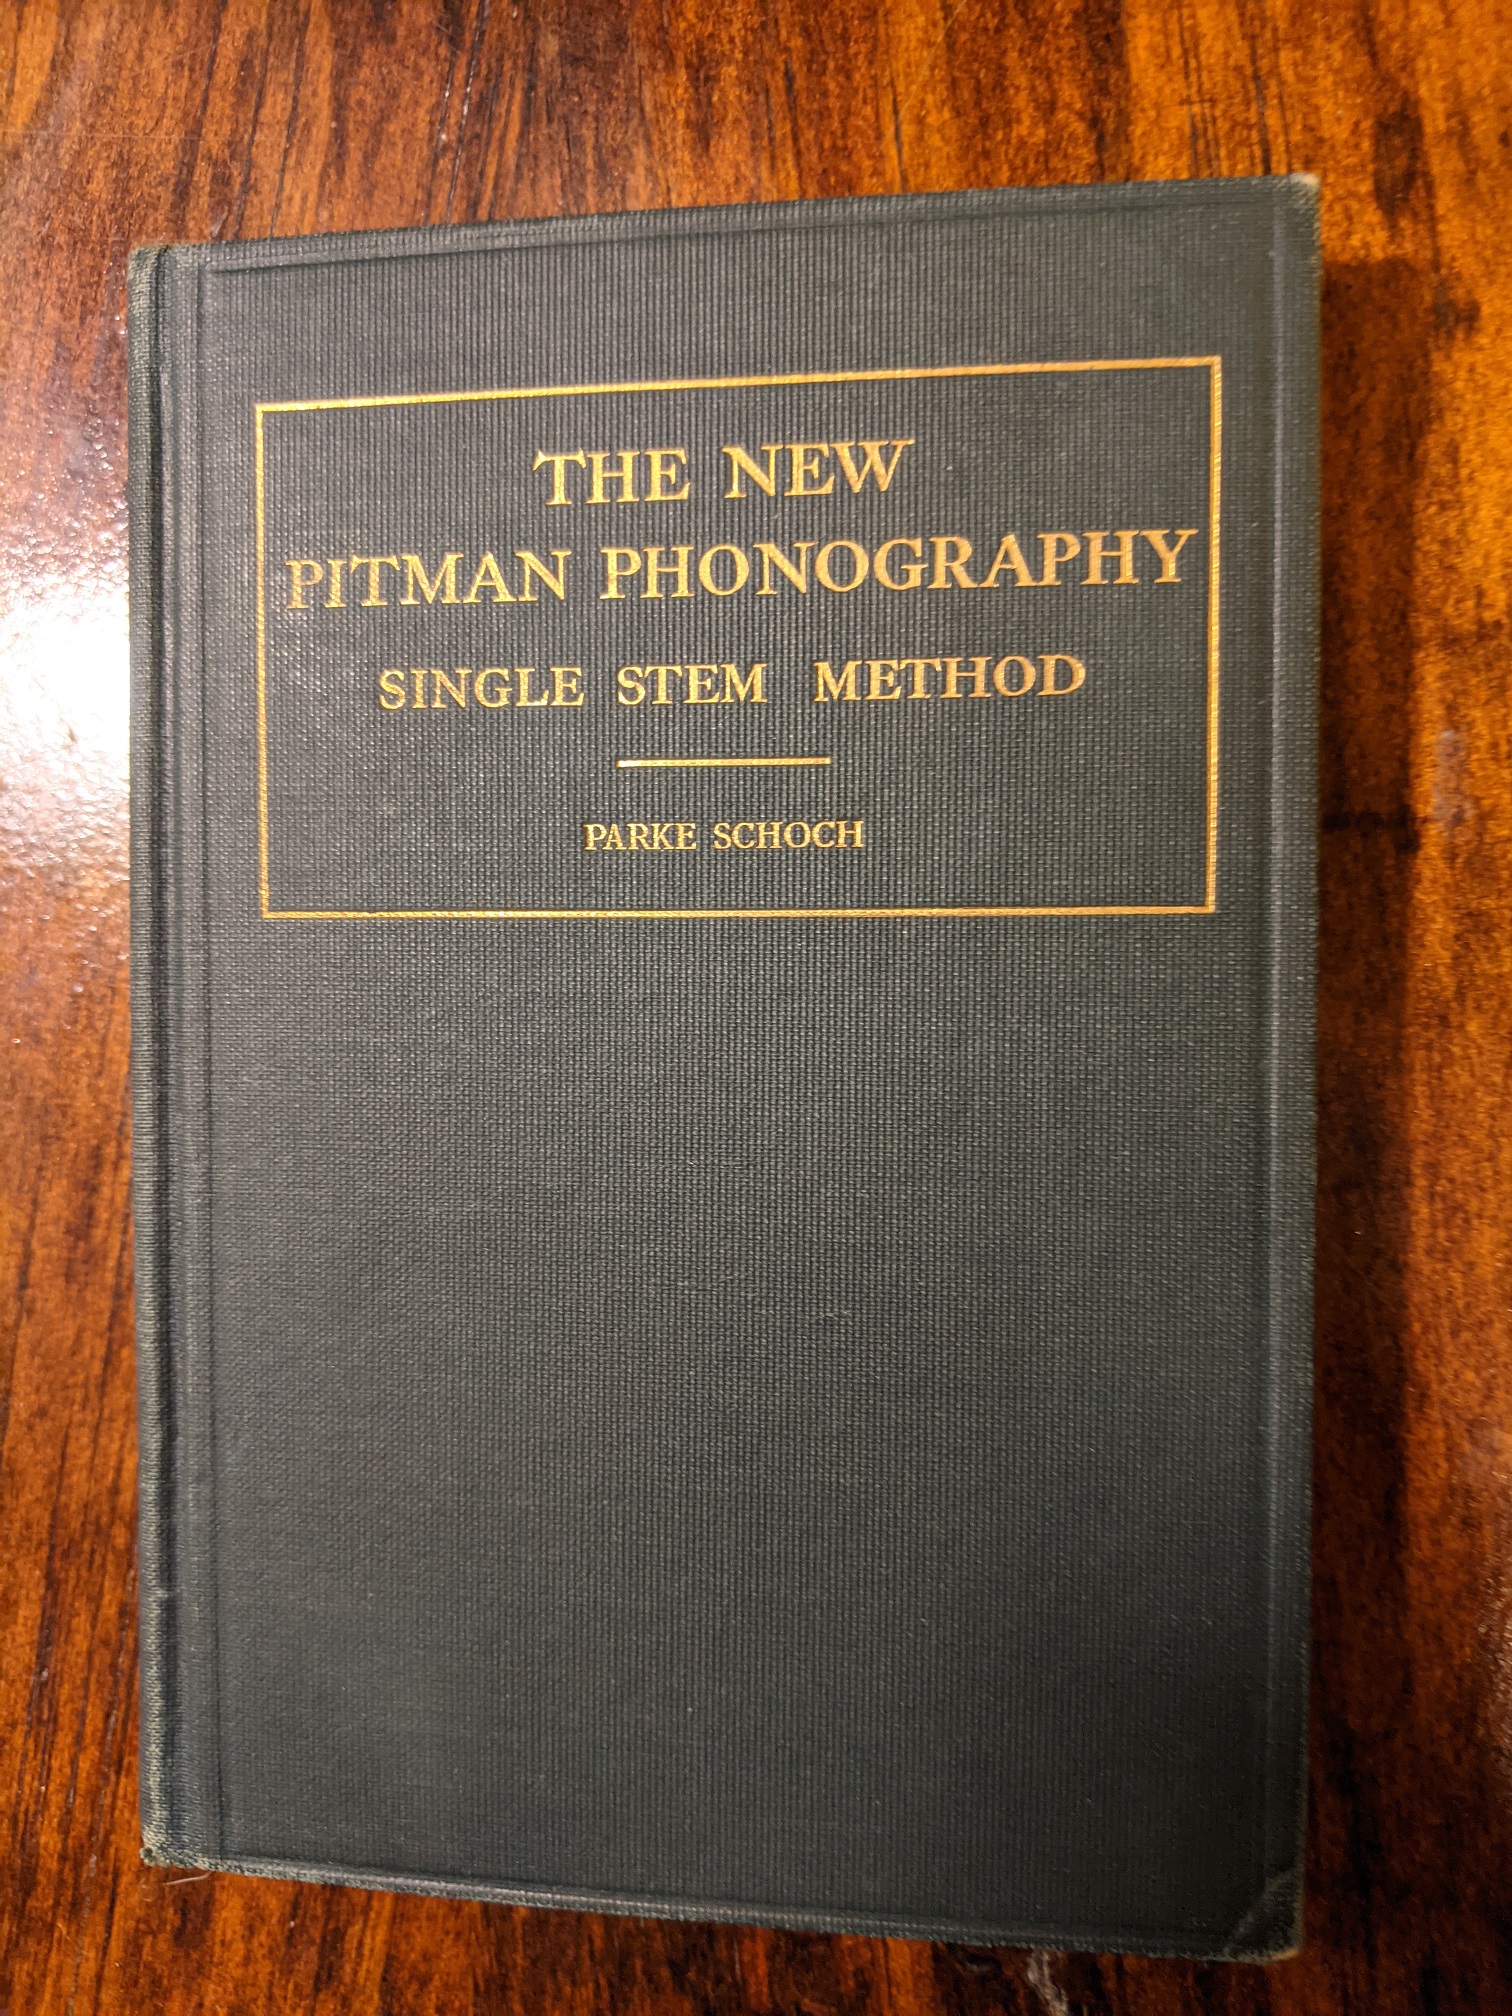 THE NEW
PITMAN PHONOGRAPHY
SINGLE STEM METHOD
PARKE SCHOCH